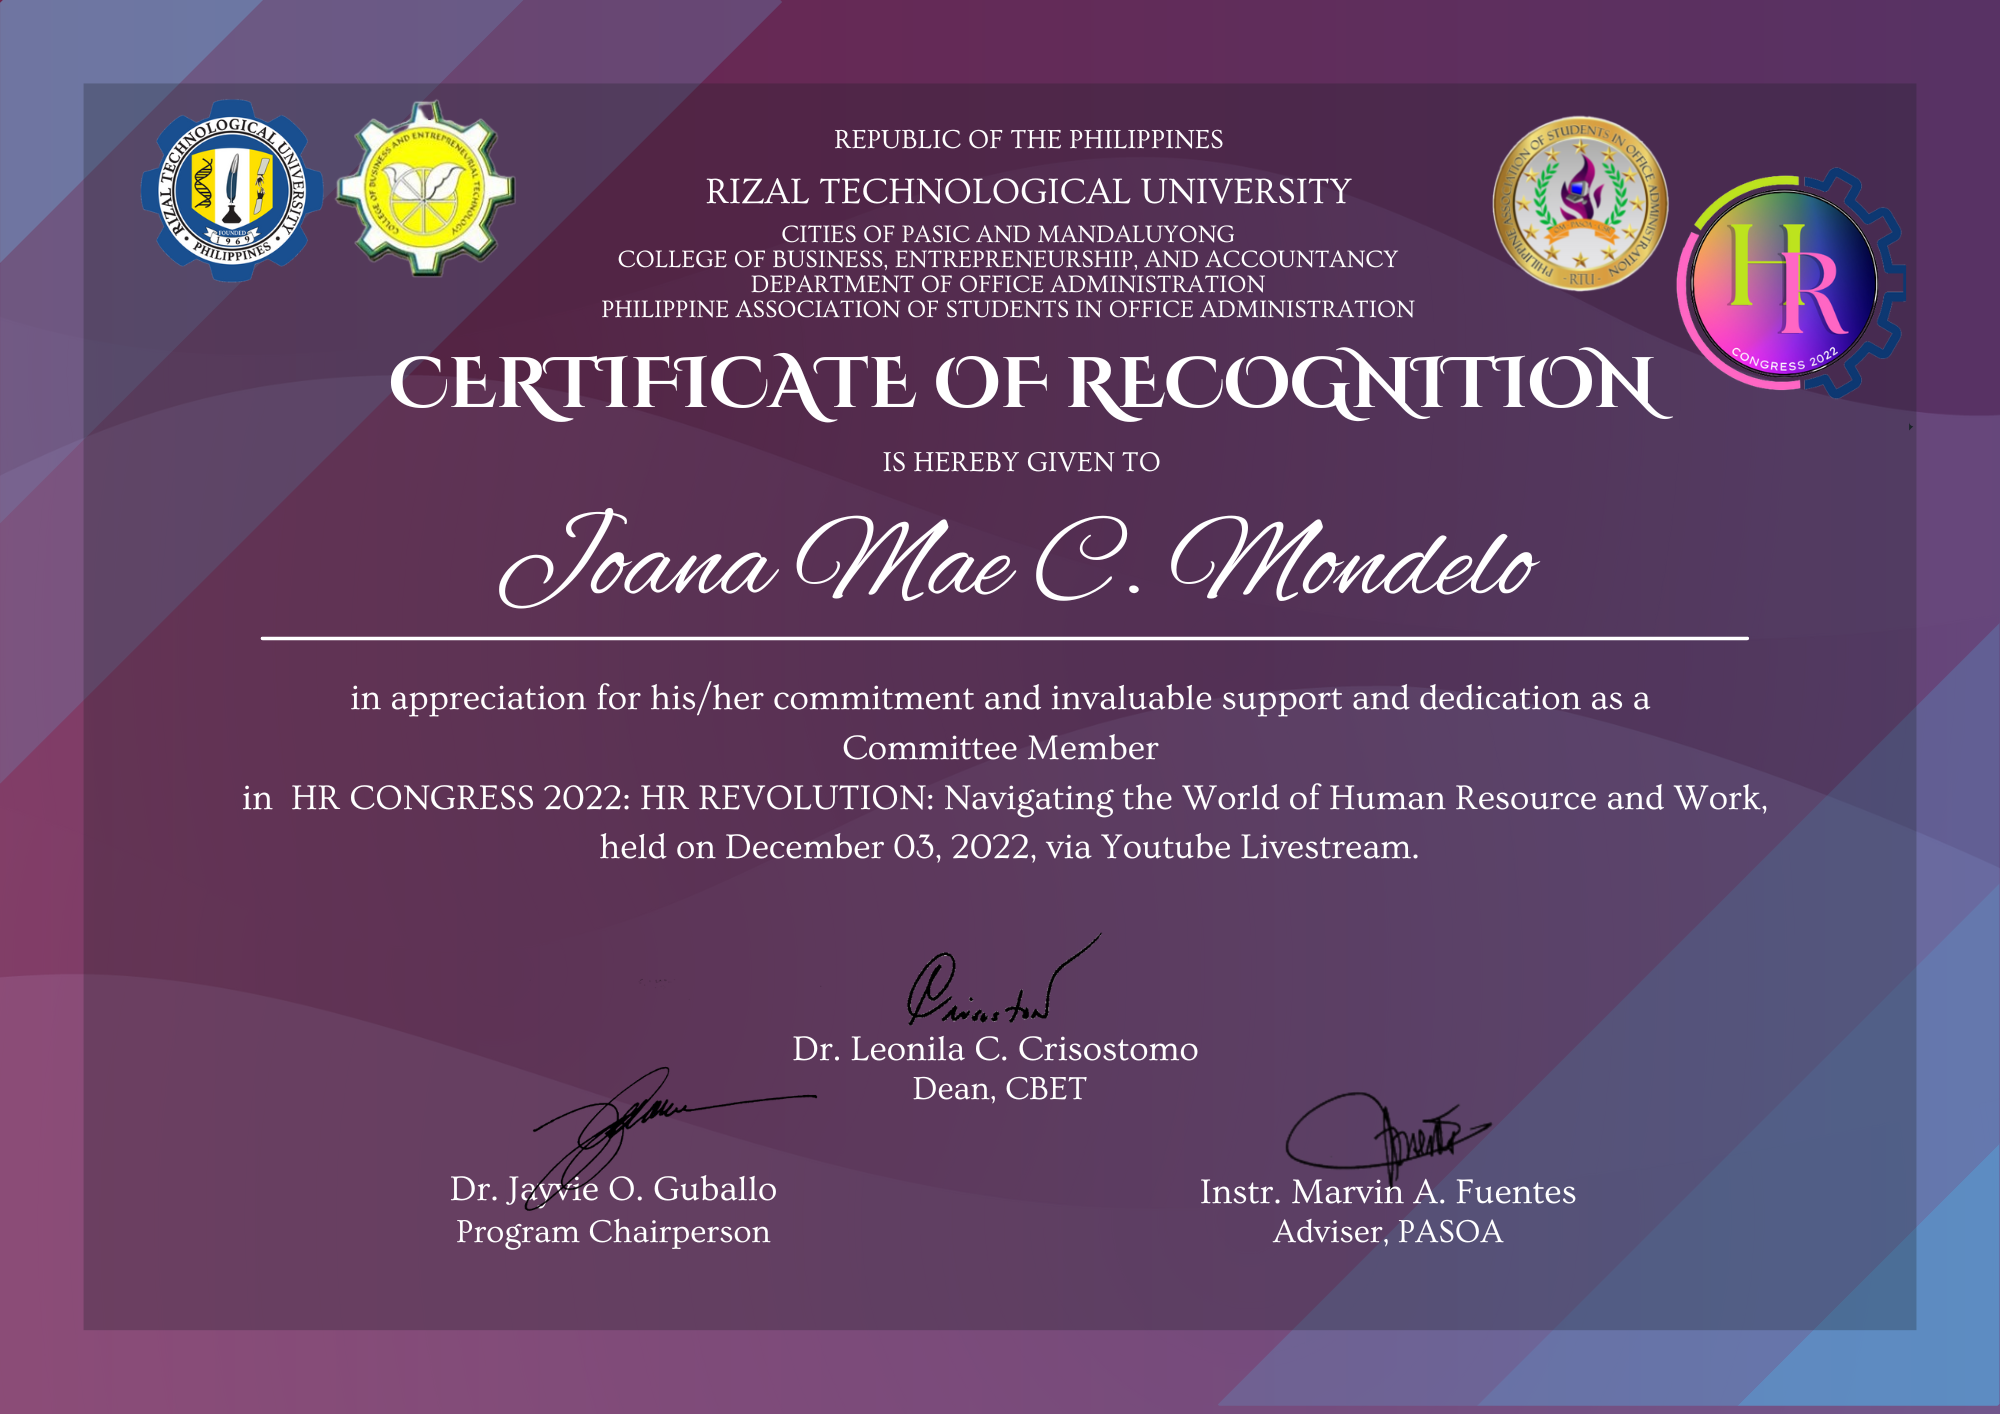 RIZAL TECHNOLOGICAL UNIVERSITY
FOUNDED
1969
• PHILIPPINES •
COLLEGE OF BUSINESS AND ENTREPRENEURIAL TECHNOLOGY
REPUBLIC OF THE PHILIPPINES
RIZAL TECHNOLOGICAL UNIVERSITY
CITIES OF PASIC AND MANDALUYONG
COLLEGE OF BUSINESS, ENTREPRENEURSHIP, AND ACCOUNTANCY
DEPARTMENT OF OFFICE ADMINISTRATION
PHILIPPINE ASSOCIATION OF STUDENTS IN OFFICE ADMINISTRATION
PHILIPPINE ASSOCIATION OF STUDENTS IN OFFICE ADMINISTRATION
- RTU -
HR
CONGRESS 2022
CERTIFICATE OF RECOGNITION
IS HEREBY GIVEN TO
Joana Mae C. Mondelo
in appreciation for his/her commitment and invaluable support and dedication as a
Committee Member
in HR CONGRESS 2022: HR REVOLUTION: Navigating the World of Human Resource and Work,
held on December 03, 2022, via Youtube Livestream.
Dr. Leonila C. Crisostomo
Dean, CBET
Dr. Jayvie O. Guballo
Program Chairperson
Instr. Marvin A. Fuentes
Adviser, PASOA